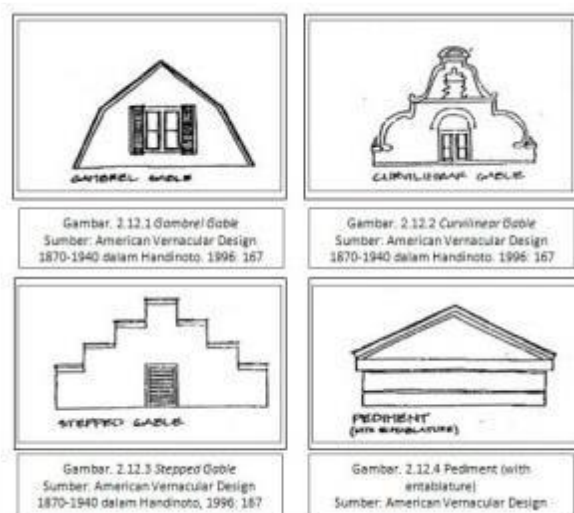 GAMBREL GABLE
CURVILINEAR GABLE
Gambar. 2.12.1 Gambrel Gable
Sumber: American Vernacular Design
1870-1940 dalam Handinoto. 1996: 167
Gambar. 2.12.2 Curvilinear Gable
Sumber: American Vernacular Design
1870-1940 dalam Handinoto. 1996: 167
STEPPED GABLE
PEDIMENT
(WITH ENTABLATURE)
Gambar. 2.12.3 Stepped Gable
Sumber: American Vernacular Design
1870-1940 dalam Handinoto, 1996: 167
Gambar. 2.12.4 Pediment (with
entablature)
Sumber: American Vernacular Design